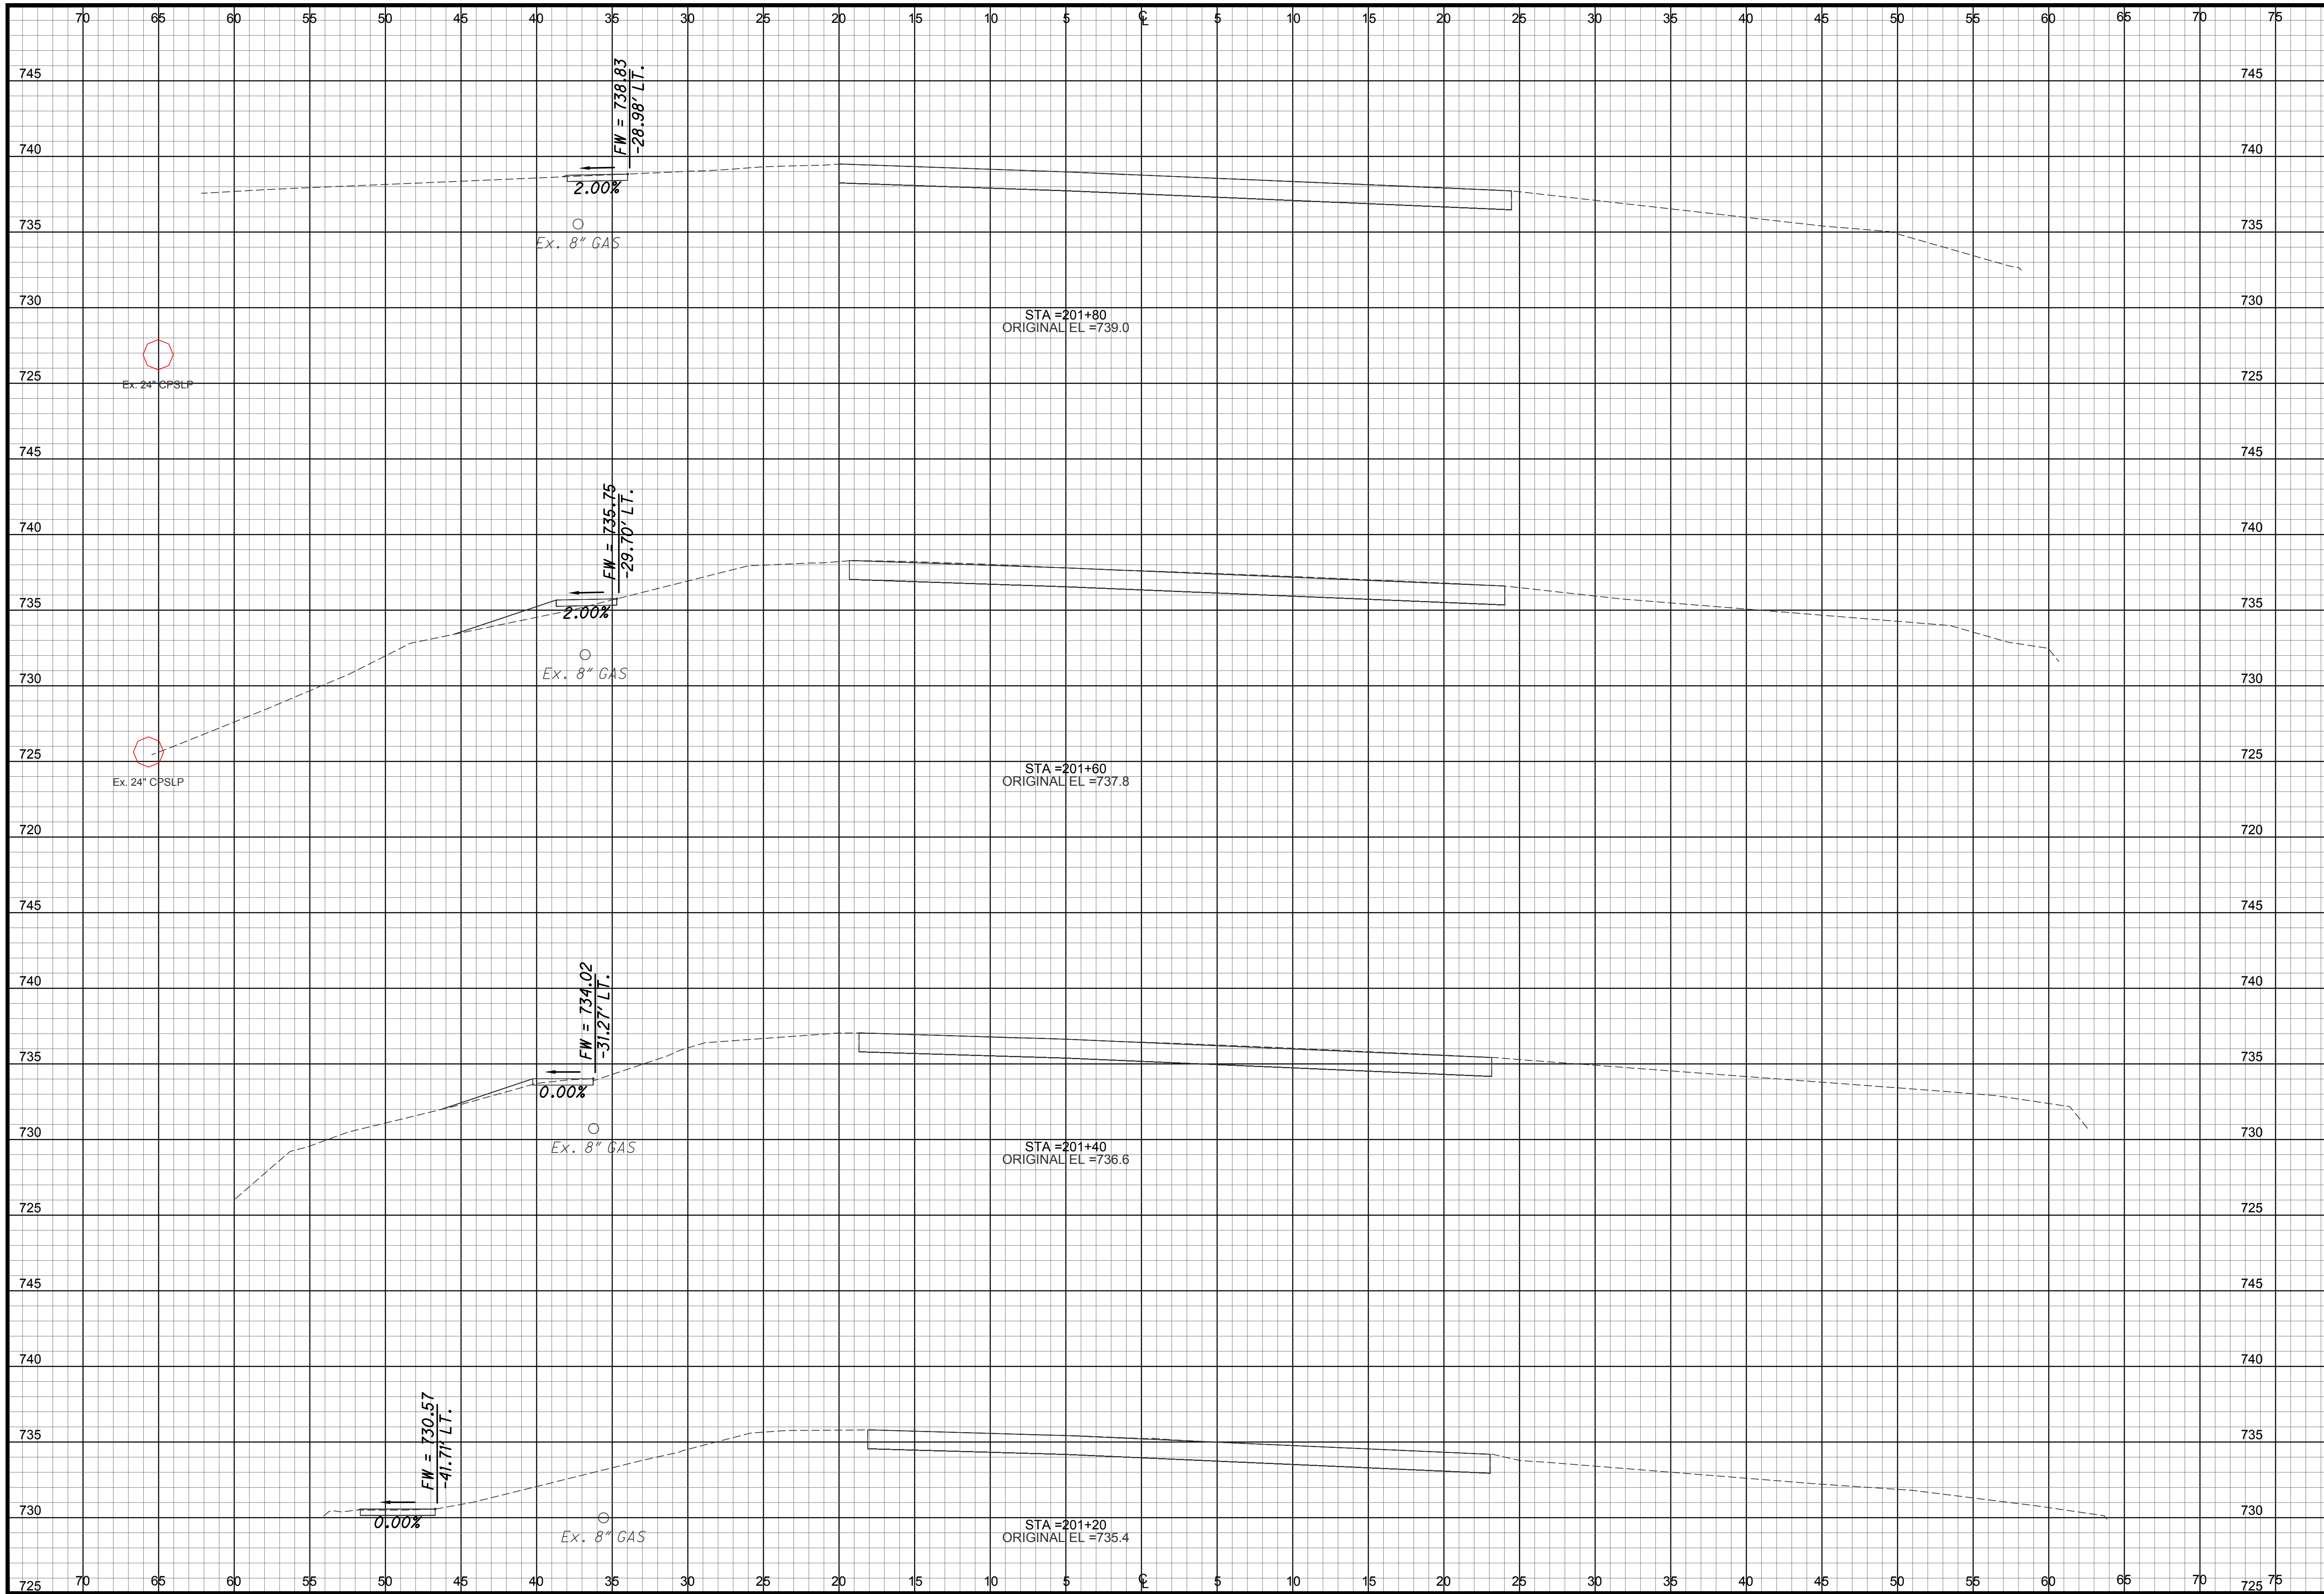 70 65 60 55 50 45 40 35 30 25 20 15 10 5 ℄ 5 10 15 20 25 30 35 40 45 50 55 60 65 70 75
745 745
FW = 738.83
-28.98' LT.
740 740
2.00%
735 735
Ex. 8" GAS
730 730
STA =201+80
ORIGINAL EL =739.0
725 725
Ex. 24" CPSLP
745 745
FW = 735.75
-29.70' LT.
740 740
735 735
2.00%
730 730
Ex. 8" GAS
725 725
STA =201+60
ORIGINAL EL =737.8
Ex. 24" CPSLP
720 720
745 745
FW = 734.02
-31.27' LT.
740 740
735 735
0.00%
730 730
Ex. 8" GAS
STA =201+40
ORIGINAL EL =736.6
725 725
745 745
740 740
FW = 730.57
-41.71' LT.
735 735
730 730
0.00%
Ex. 8" GAS
STA =201+20
ORIGINAL EL =735.4
725 70 65 60 55 50 45 40 35 30 25 20 15 10 5 ℄ 5 10 15 20 25 30 35 40 45 50 55 60 65 70 725 75